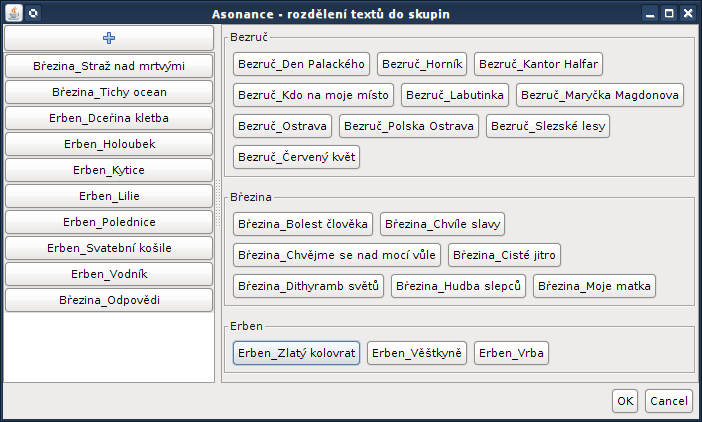 Asonance - rozdělení textů do skupin
Březina_Straž nad mrtvými
Březina_Tichy ocean
Erben_Dceřina kletba
Erben_Holoubek
Erben_Kytice
Erben_Lilie
Erben_Polednice
Erben_Svatební košile
Erben_Vodník
Březina_Odpovědi
Bezruč
Bezruč_Den Palackého Bezruč_Horník Bezruč_Kantor Halfar
Bezruč_Kdo na moje místo Bezruč_Labutinka Bezruč_Maryčka Magdonova
Bezruč_Ostrava Bezruč_Polska Ostrava Bezruč_Slezské lesy
Bezruč_Červený květ
Březina
Březina_Bolest člověka Březina_Chvíle slavy
Březina_Chvějme se nad mocí vůle Březina_Cisté jitro
Březina_Dithyramb světů Březina_Hudba slepců Březina_Moje matka
Erben
Erben_Zlatý kolovrat Erben_Věštkyně Erben_Vrba
OK Cancel